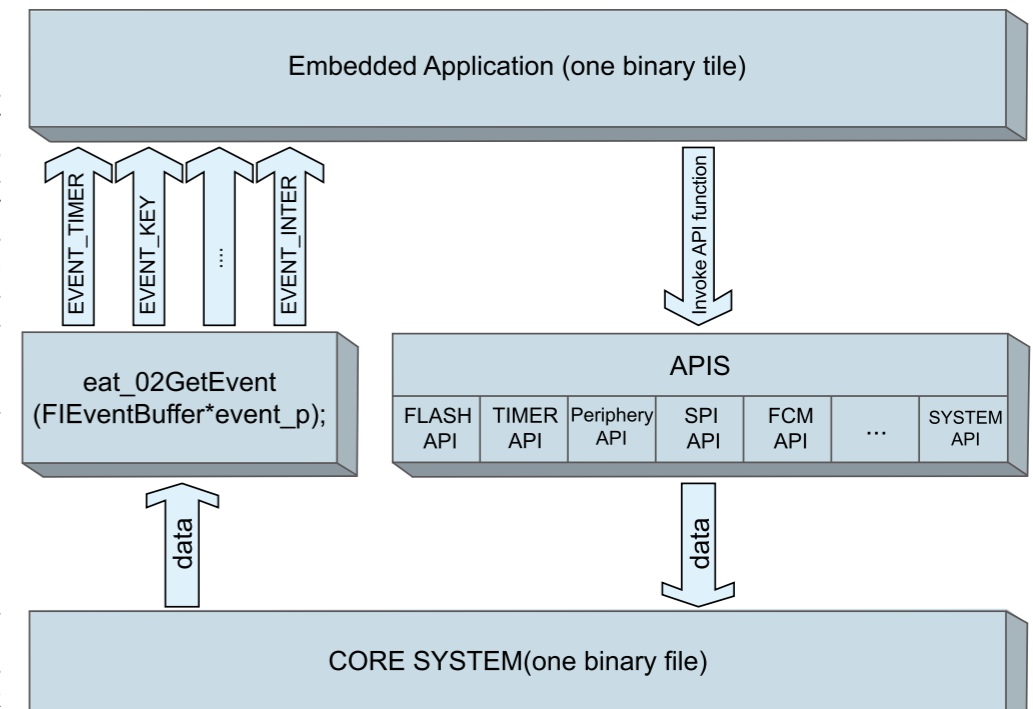 Embedded Application (one binary tile)
EVENT_TIMER
EVENT_KEY
....
EVENT_INTER
Invoke API function
eat_02GetEvent
(FIEventBuffer*event_p);
APIS
FLASH API
TIMER API
Periphery API
SPI API
FCM API
...
SYSTEM API
data
data
CORE SYSTEM(one binary file)